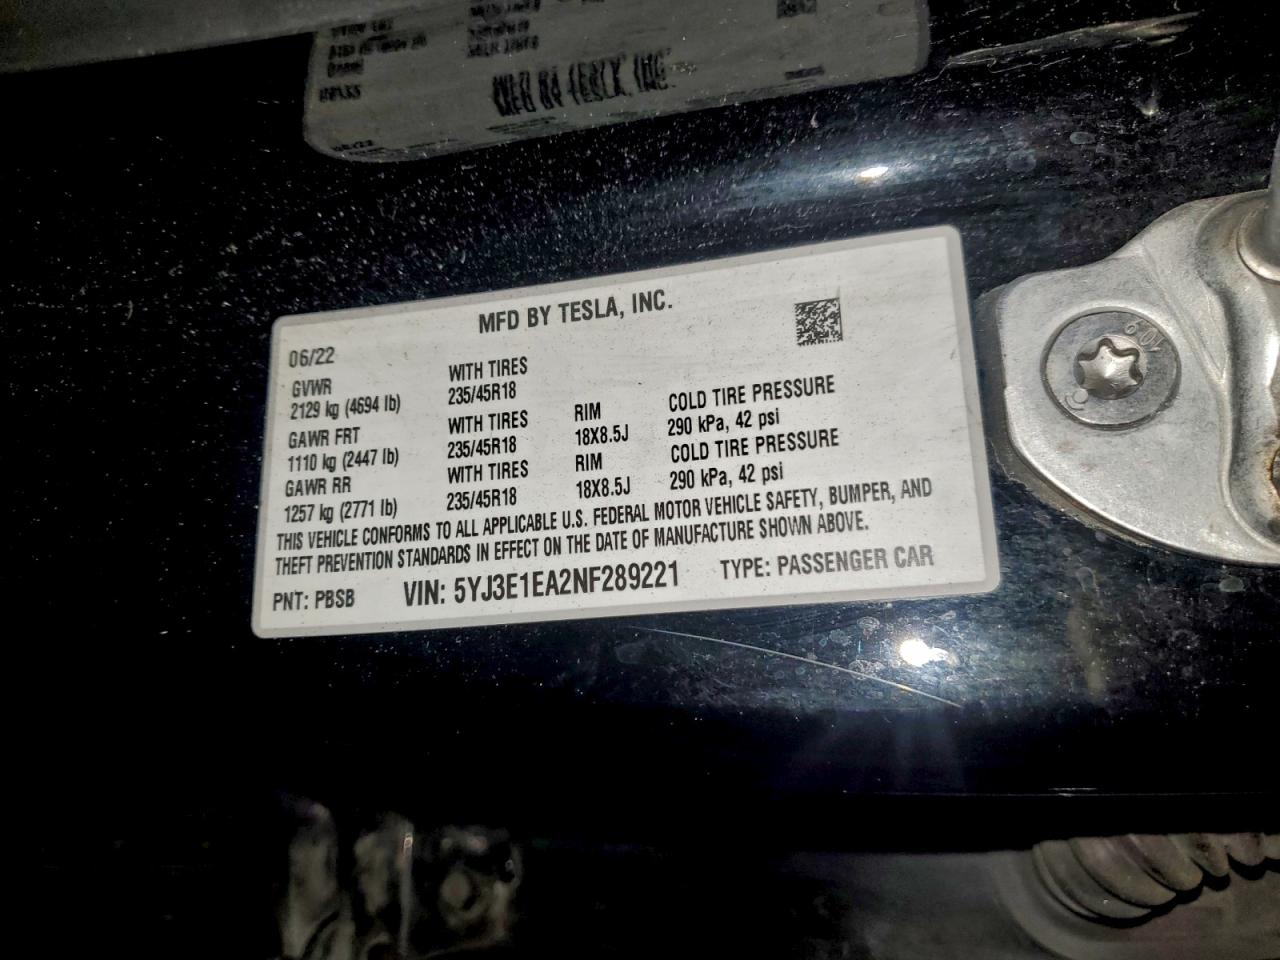 MFD BY TESLA, INC.
06/22
GVWR
2129 kg (4694 lb)
WITH TIRES
235/45R18
GAWR FRT
1110 kg (2447 lb)
WITH TIRES
235/45R18
RIM
18X8.5J
COLD TIRE PRESSURE
290 kPa, 42 psi
GAWR RR
1257 kg (2771 lb)
WITH TIRES
235/45R18
RIM
18X8.5J
COLD TIRE PRESSURE
290 kPa, 42 psi
THIS VEHICLE CONFORMS TO ALL APPLICABLE U.S. FEDERAL MOTOR VEHICLE SAFETY, BUMPER, AND
THEFT PREVENTION STANDARDS IN EFFECT ON THE DATE OF MANUFACTURE SHOWN ABOVE.
PNT: PBSB VIN: 5YJ3E1EA2NF289221 TYPE: PASSENGER CAR